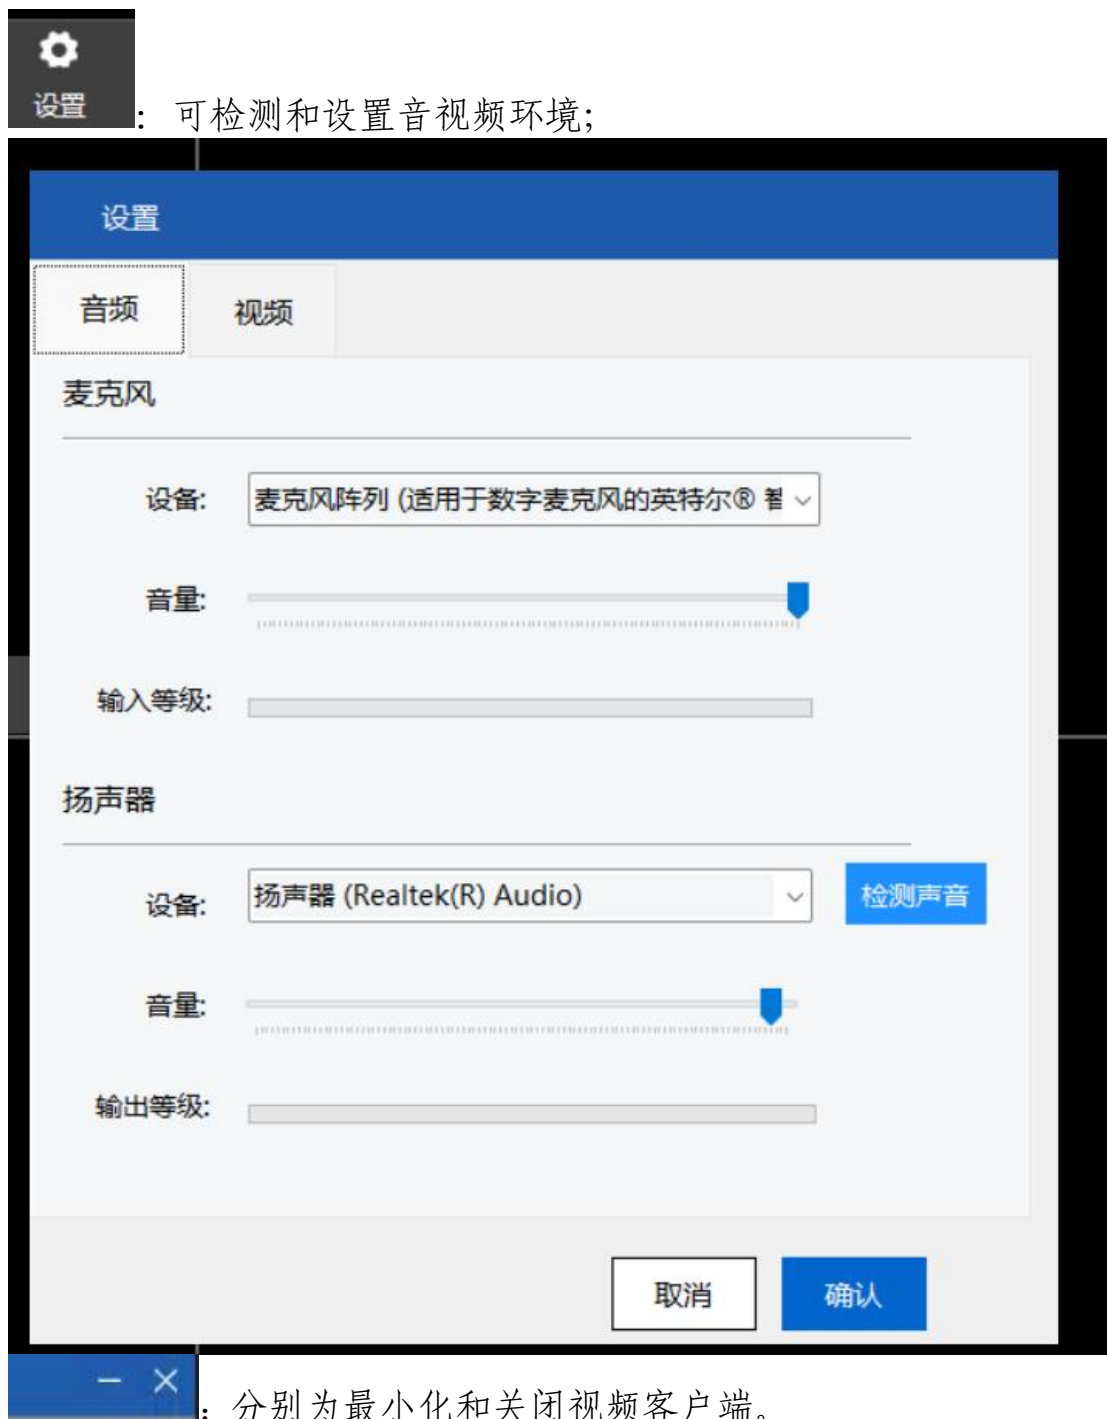 设置
：可检测和设置音视频环境；
设置
音频 视频
麦克风
设备: 麦克风阵列 (适用于数字麦克风的英特尔®
音量:
输入等级:
扬声器
设备: 扬声器 (Realtek(R) Audio) 检测声音
音量:
输出等级:
取消 确认
：分别为最小化和关闭视频客户端。